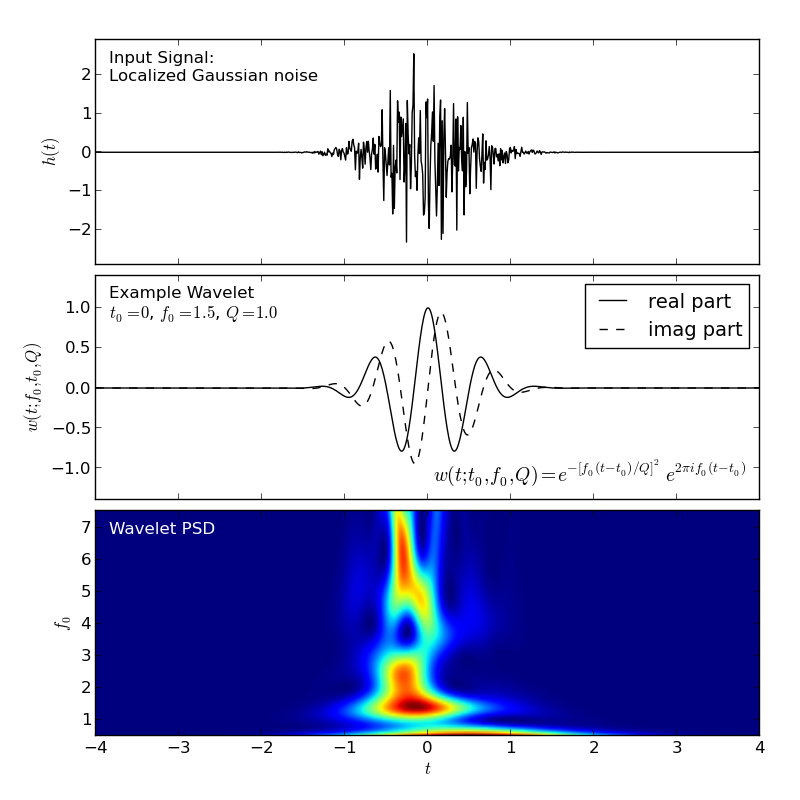 Input Signal:
Localized Gaussian noise
h(t)
2
1
0
−1
−2
Example Wavelet
t₀ = 0, f₀ = 1.5, Q = 1.0
real part
imag part
w(t; f₀, t₀, Q)
1.0
0.5
0.0
−0.5
−1.0
w(t; t₀, f₀, Q) = e^{−[f₀(t−t₀)/Q]²} e^{2πif₀(t−t₀)}
Wavelet PSD
f₀
7
6
5
4
3
2
1
−4 −3 −2 −1 0 1 2 3 4
t